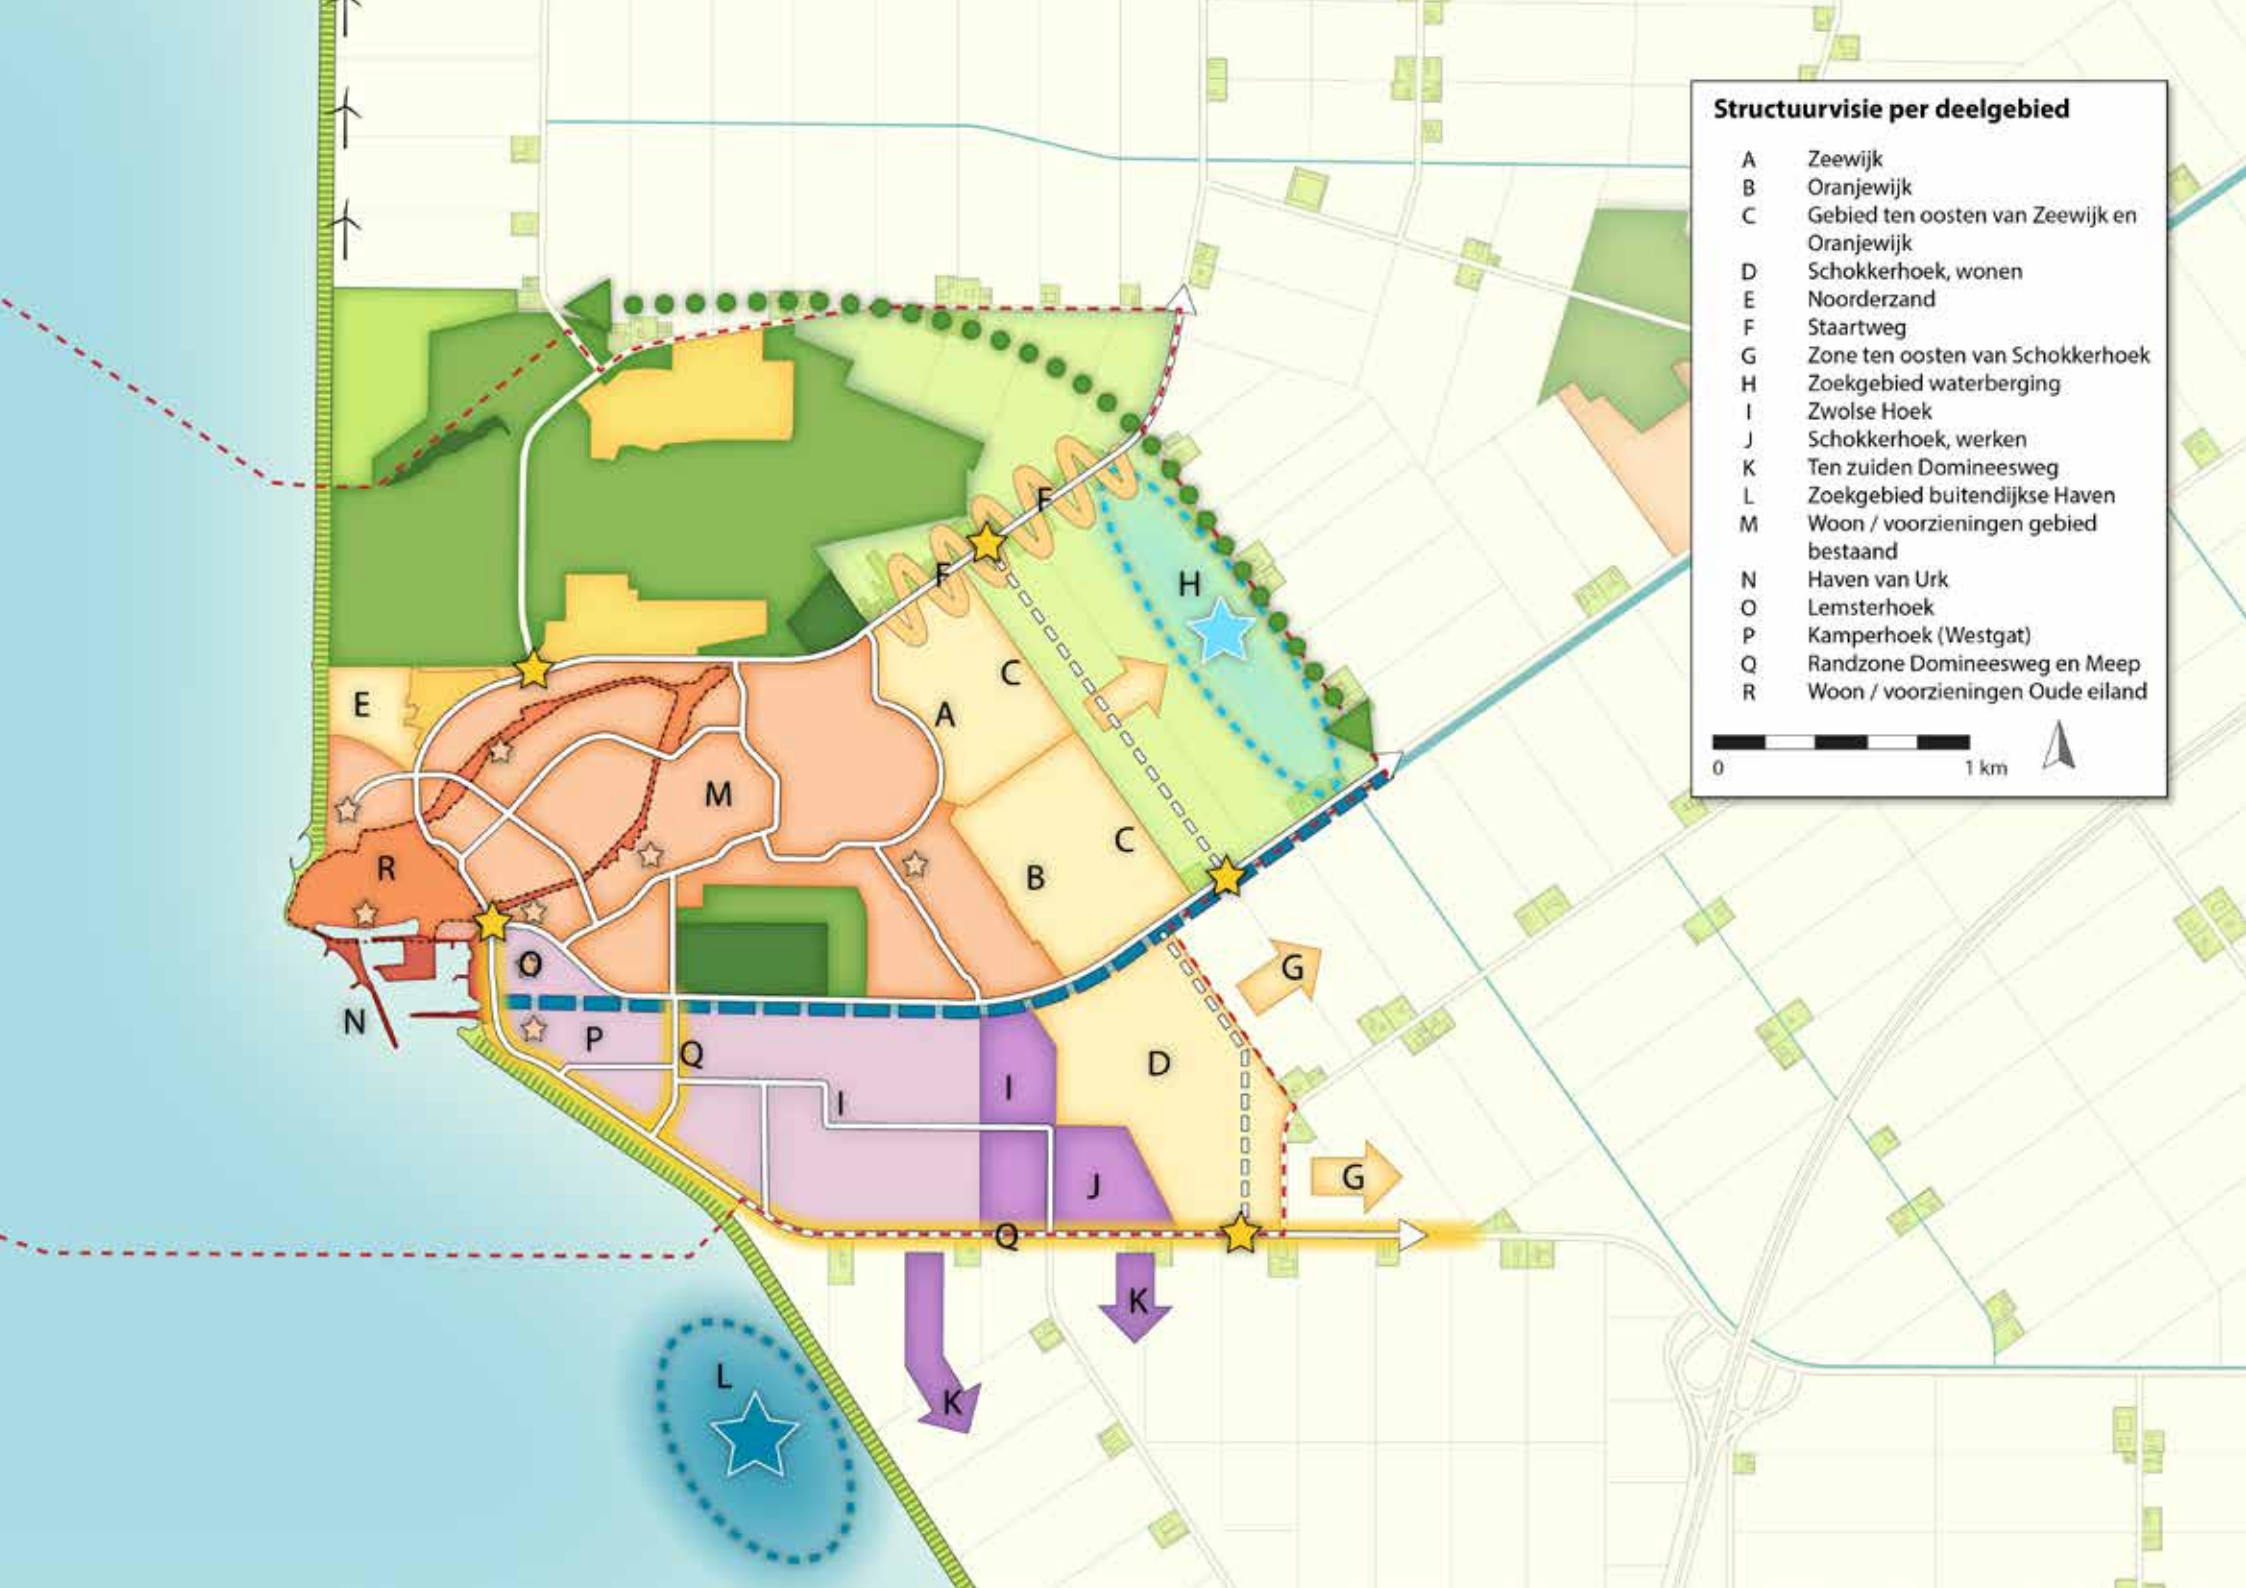 Structuurvisie per deelgebied
A Zeewijk
B Oranjewijk
C Gebied ten oosten van Zeewijk en
Oranjewijk
D Schokkerhoek, wonen
E Noorderzand
F Staartweg
G Zone ten oosten van Schokkerhoek
H Zoekgebied waterberging
I Zwolse Hoek
J Schokkerhoek, werken
K Ten zuiden Domineesweg
L Zoekgebied buitendijkse Haven
M Woon / voorzieningen gebied
bestaand
N Haven van Urk
O Lemsterhoek
P Kamperhoek (Westgat)
Q Randzone Domineesweg en Meep
R Woon / voorzieningen Oude eiland
0 1 km
F
F
H
C
E
A
M
C
R
B
O
G
N
P
Q
D
I
I
G
J
Q
K
L
K